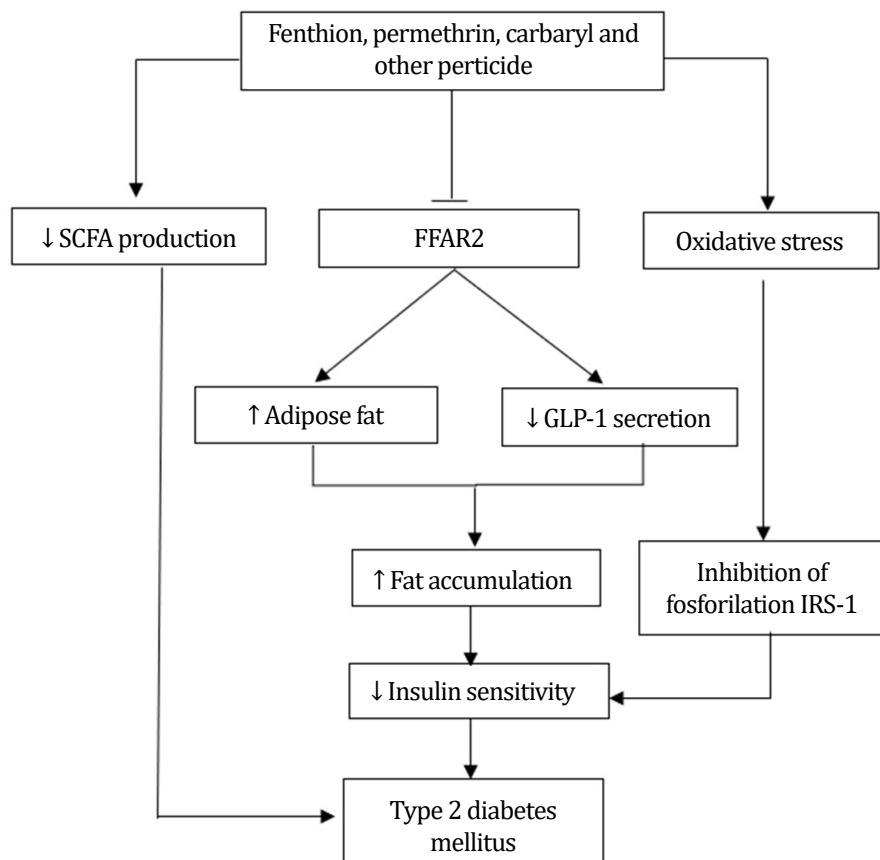 Fenthion, permethrin, carbaryl and
other perticide
↓ SCFA production
FFAR2
Oxidative stress
↑ Adipose fat
↓ GLP-1 secretion
↑ Fat accumulation
Inhibition of
fosforilation IRS-1
↓ Insulin sensitivity
Type 2 diabetes
mellitus